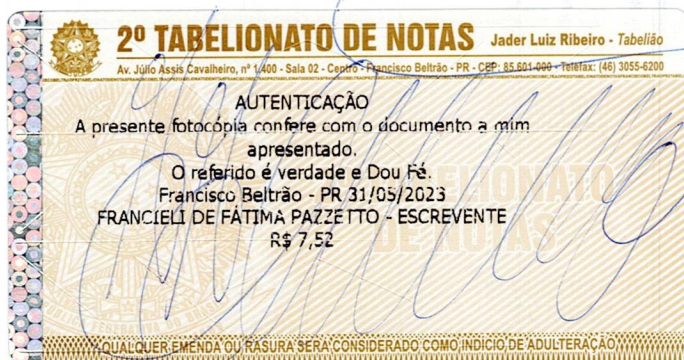 2º TABELIONATO DE NOTAS Jader Luiz Ribeiro - Tabelião
Av. Júlio Assis Cavalheiro, nº 1.400 - Sala 02 - Centro - Francisco Beltrão - PR - CEP: 85.601-000 - Telefax: (46) 3055-6200
AUTENTICAÇÃO
A presente fotocópia confere com o documento a mim
apresentado.
O referido é verdade e Dou Fé.
Francisco Beltrão - PR 31/05/2023
FRANCIELI DE FÁTIMA PAZZETTO - ESCREVENTE
R$ 7,52
TABELIONATO
DE NOTAS
QUALQUER EMENDA OU RASURA SERÁ CONSIDERADO COMO INDÍCIO DE ADULTERAÇÃO